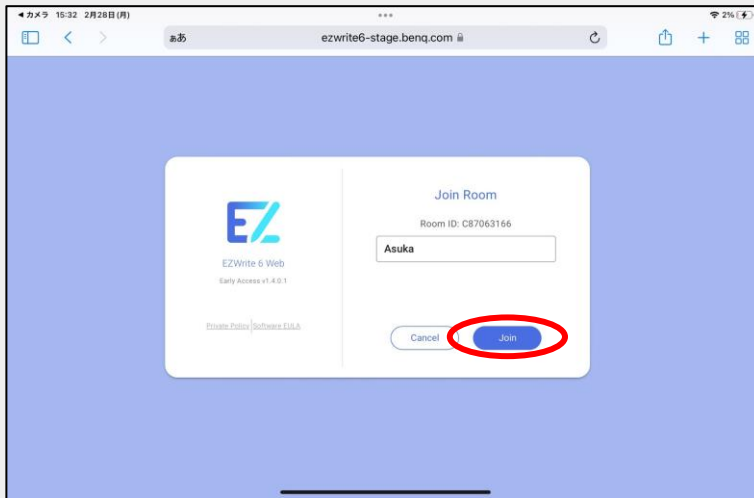 ◀カメラ 15:32 2月28日(月) 2%
ぁあ ezwrite6-stage.benq.com
EZ
EZWrite 6 Web
Early Access v1.4.0.1
Private Policy Software EULA
Join Room
Room ID: C87063166
Asuka
Cancel Join